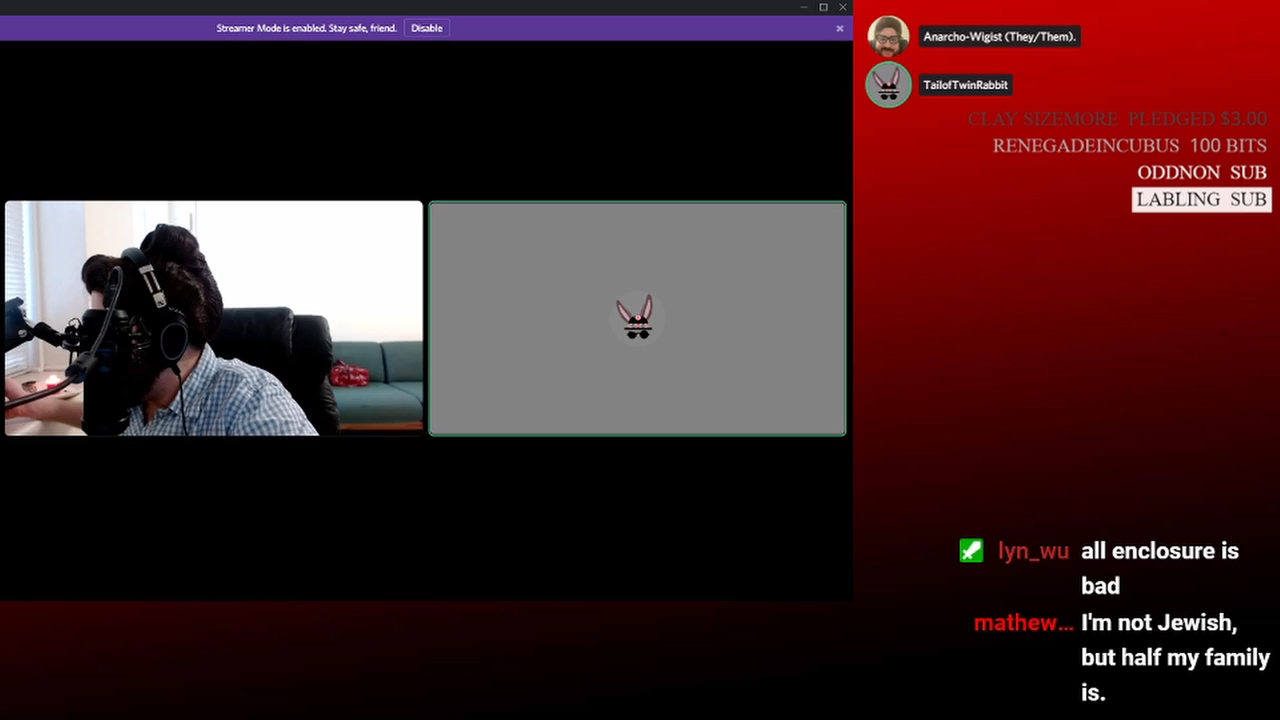 Streamer Mode is enabled. Stay safe, friend. Disable
Anarcho-Wigist (They/Them).
TailofTwinRabbit
CLAY SIZEMORE PLEDGED $3.00
RENEGADEINCUBUS 100 BITS
ODDNON SUB
LABLING SUB
lyn_wu all enclosure is
bad
mathew... I'm not Jewish,
but half my family
is.